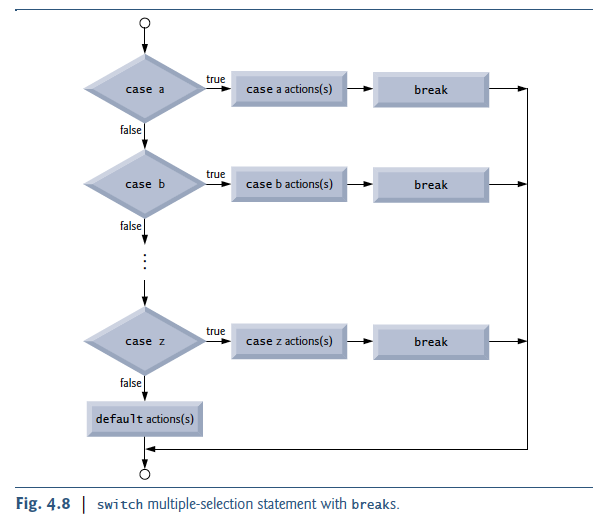 true
case a
case a actions(s)
break
false
true
case b
case b actions(s)
break
false
true
case z
case z actions(s)
break
false
default actions(s)
Fig. 4.8 | switch multiple-selection statement with breaks.